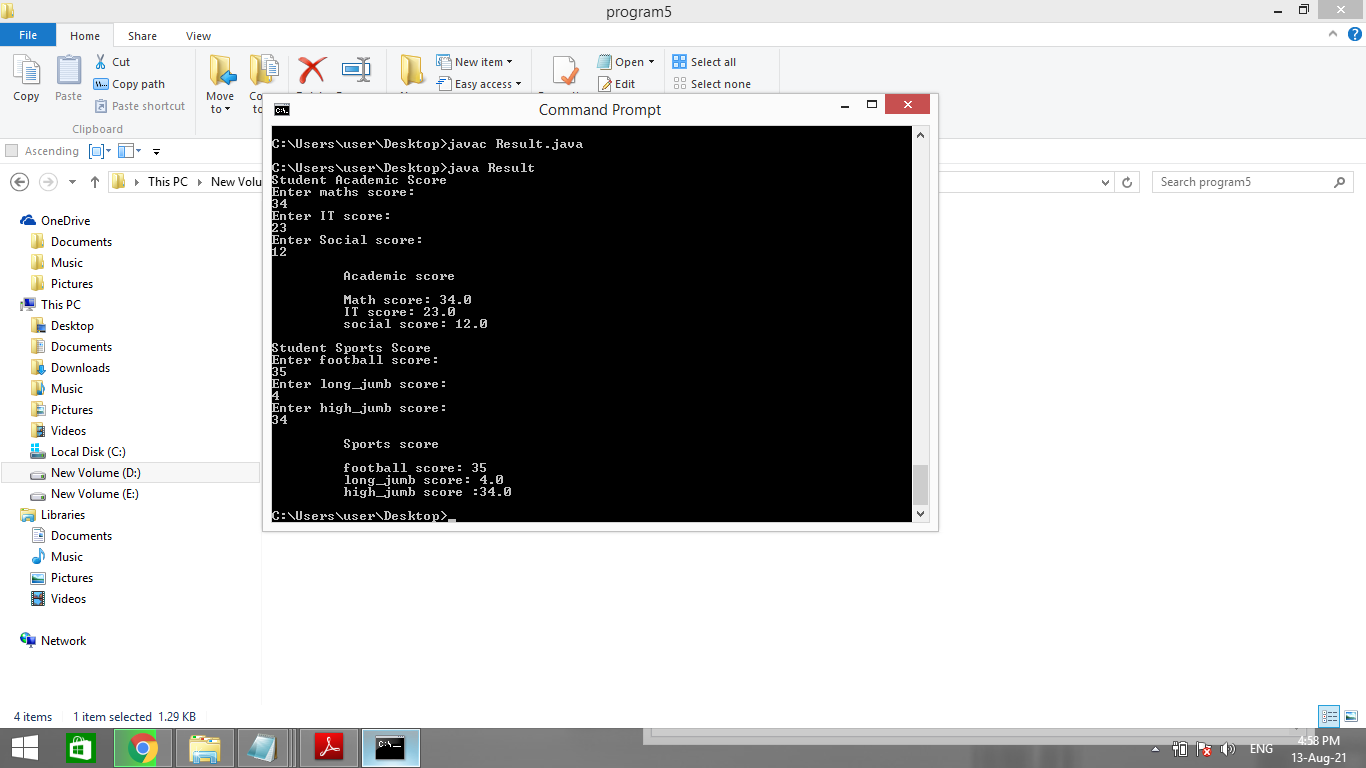 program5
File Home Share View
Copy
Paste
Cut
Copy path
Paste shortcut
Clipboard
Move
to
New item
Easy access
Open
Edit
Select all
Select none
Ascending
This PC
New Volu
Search program5
OneDrive
Documents
Music
Pictures
This PC
Desktop
Documents
Downloads
Music
Pictures
Videos
Local Disk (C:)
New Volume (D:)
New Volume (E:)
Libraries
Documents
Music
Pictures
Videos
Network
4 items 1 item selected 1.29 KB
Command Prompt
C:\Users\user\Desktop>javac Result.java
C:\Users\user\Desktop>java Result
Student Academic Score
Enter maths score:
34
Enter IT score:
23
Enter Social score:
12
Academic score
Math score: 34.0
IT score: 23.0
social score: 12.0
Student Sports Score
Enter football score:
35
Enter long_jumb score:
4
Enter high_jumb score:
34
Sports score
football score: 35
long_jumb score: 4.0
high_jumb score :34.0
C:\Users\user\Desktop>_
ENG
4:58 PM
13-Aug-21